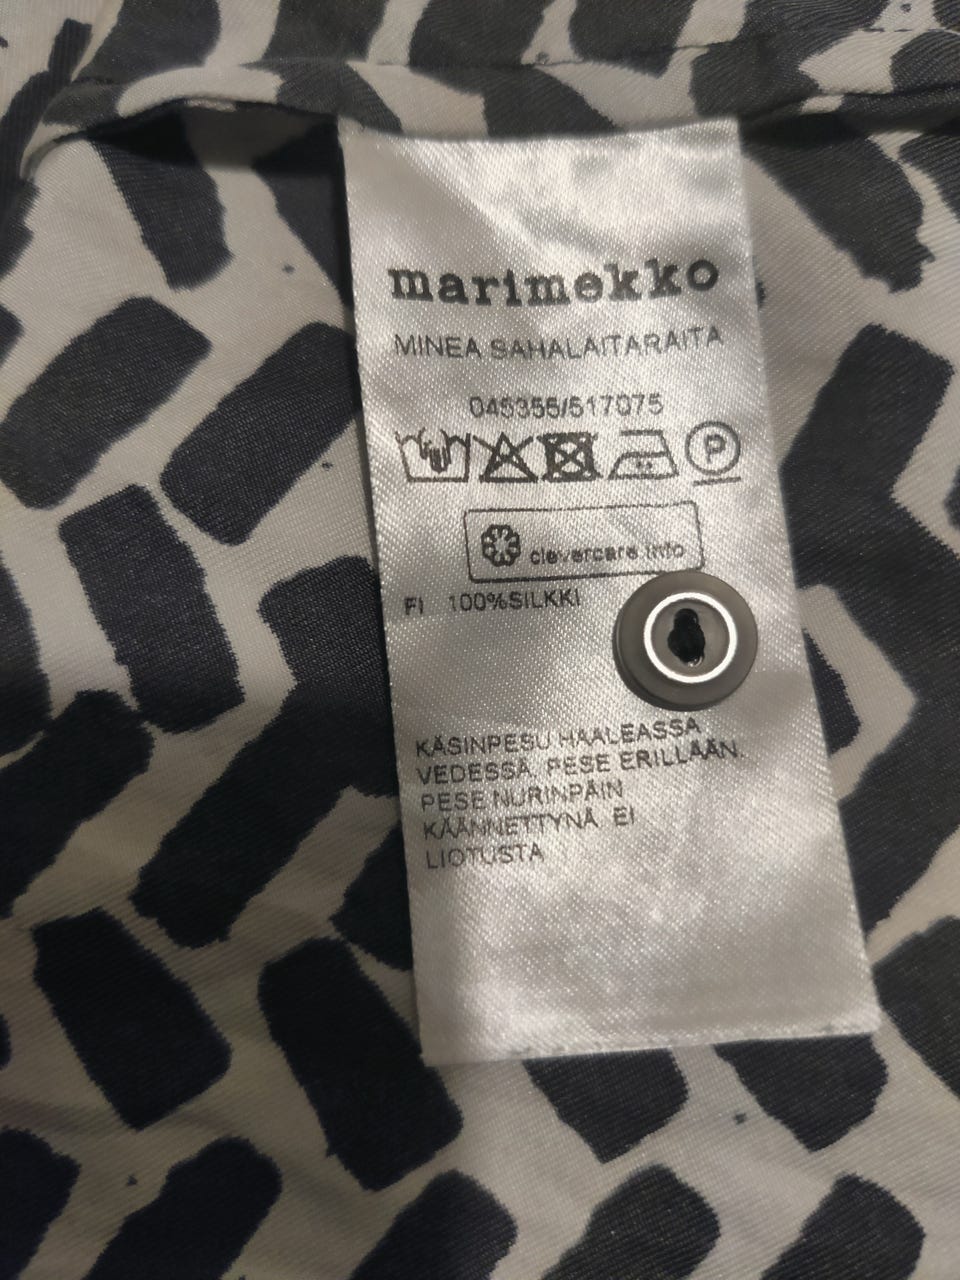 marimekko
MINEA SAHALAITARAITA
045355/517075
P
clevercare.info
FI 100%SILKKI
KÄSINPESU HAALEASSA
VEDESSÄ. PESE ERILLÄÄN.
PESE NURINPÄIN
KÄÄNNETTYNÄ. EI
LIOTUSTA